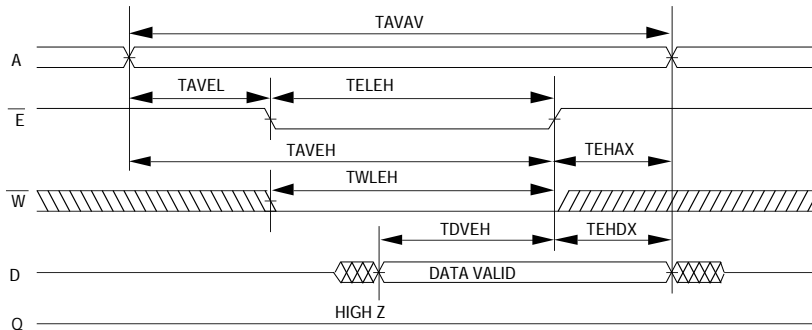 TAVAV
A
TAVEL TELEH
E
TAVEH TEHAX
TWLEH
W
TDVEH TEHDX
D DATA VALID
HIGH Z
Q